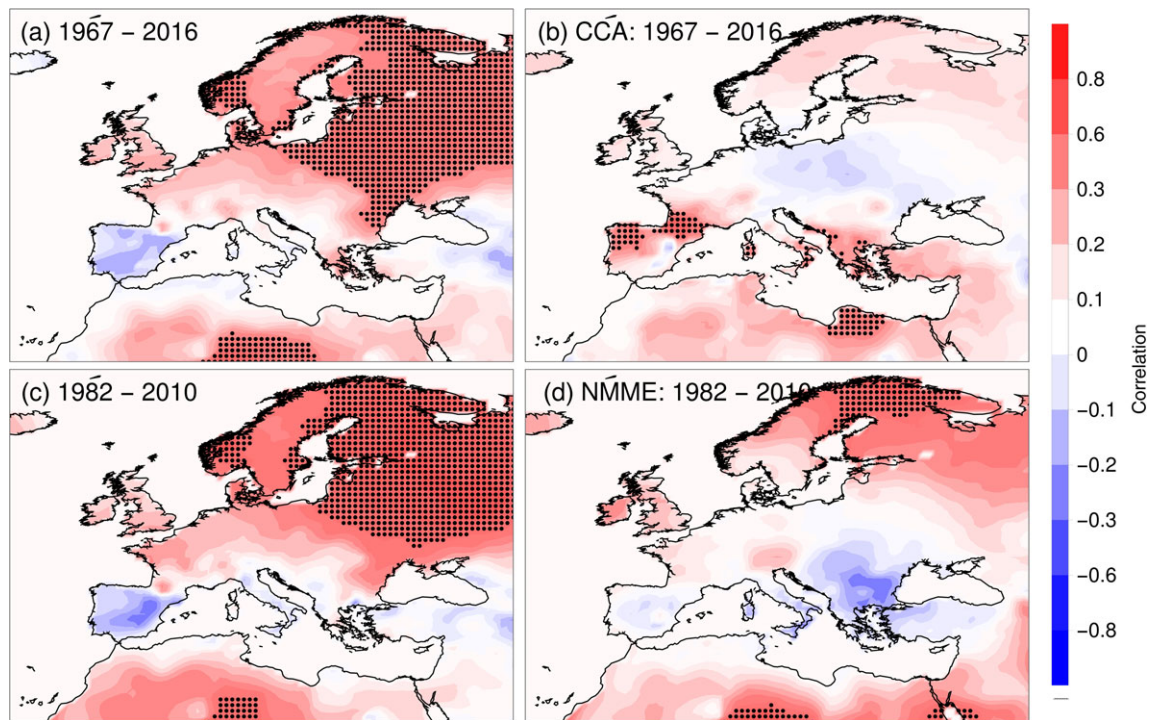 (a) 1967 − 2016
(b) CCA: 1967 − 2016
(c) 1982 − 2010
(d) NMME: 1982 − 2010
0.8
0.6
0.3
0.2
0.1
0
−0.1
−0.2
−0.3
−0.6
−0.8
Correlation